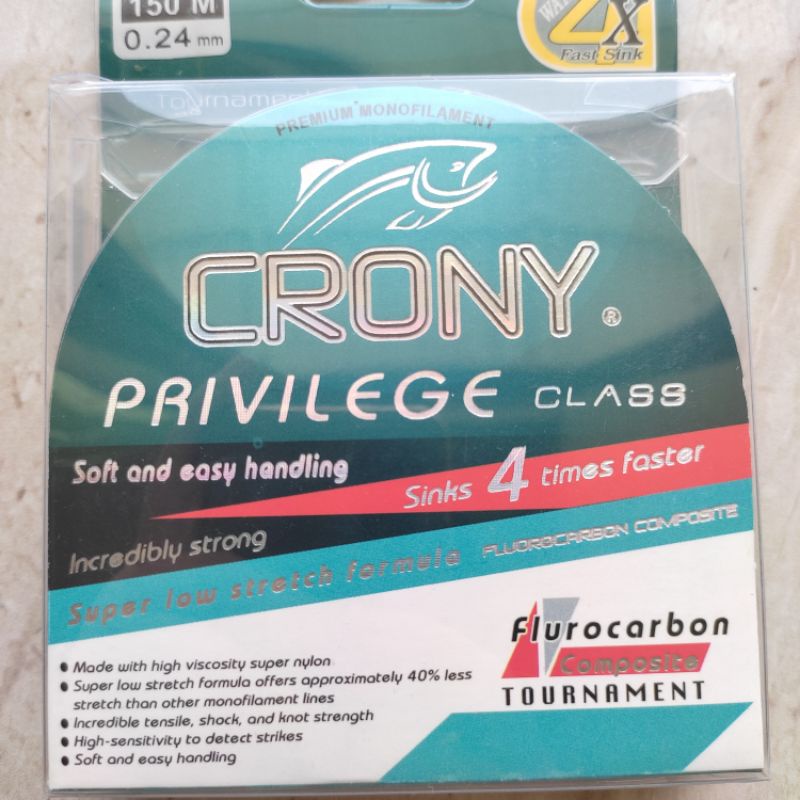 150 M
0.24 mm
Fast Sink
Tournament
PREMIUM MONOFILAMENT
CRONY ®
PRIVILEGE CLASS
Soft and easy handling
Sinks 4 times faster
Incredibly strong
Super low stretch formula FLUOROCARBON COMPOSITE
Flurocarbon
Composite
TOURNAMENT
• Made with high viscosity super nylon
• Super low stretch formula offers approximately 40% less
stretch than other monofilament lines
• Incredible tensile, shock, and knot strength
• High-sensitivity to detect strikes
• Soft and easy handling